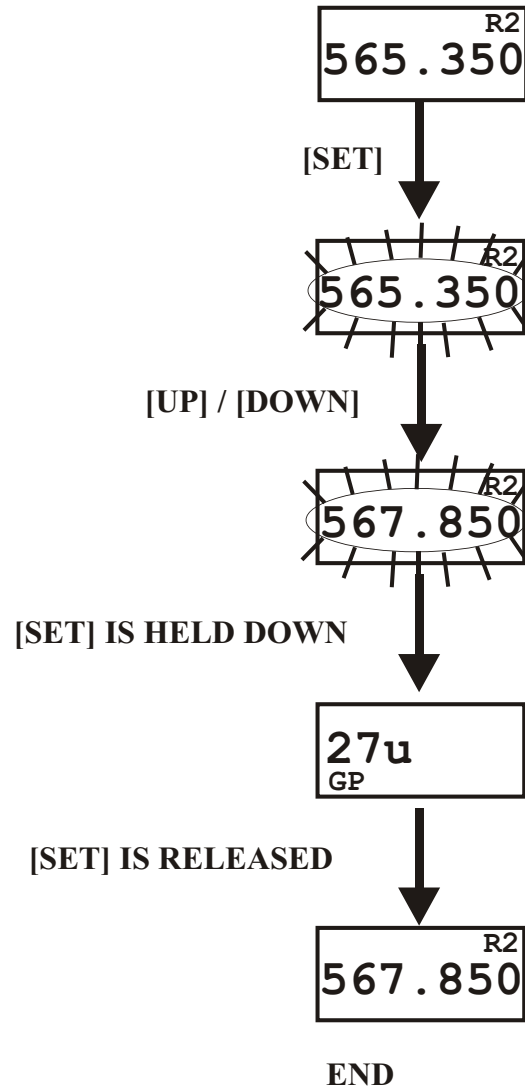 R2
565.350
[SET]
R2
565.350
[UP] / [DOWN]
R2
567.850
[SET] IS HELD DOWN
27u
GP
[SET] IS RELEASED
R2
567.850
END